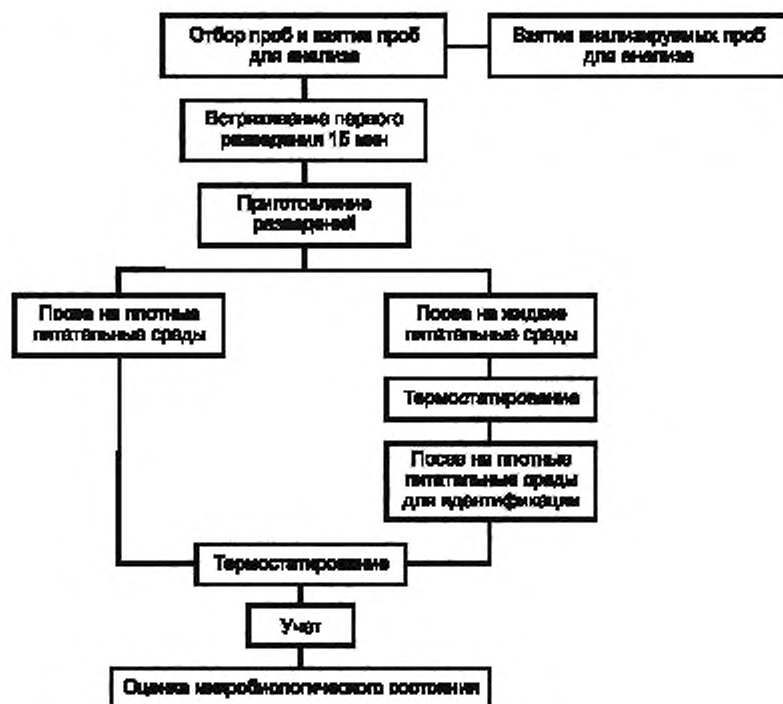 Отбор проб и взятие проб
для анализа
Взятие анализируемых проб
для анализа
Встряхивание первого
разведения 15 мин
Приготовление
разведений
Посев на плотные
питательные среды
Посев на жидкие
питательные среды
Термостатирование
Посев на плотные
питательные среды
для идентификации
Термостатирование
Учет
Оценка микробиологического состояния